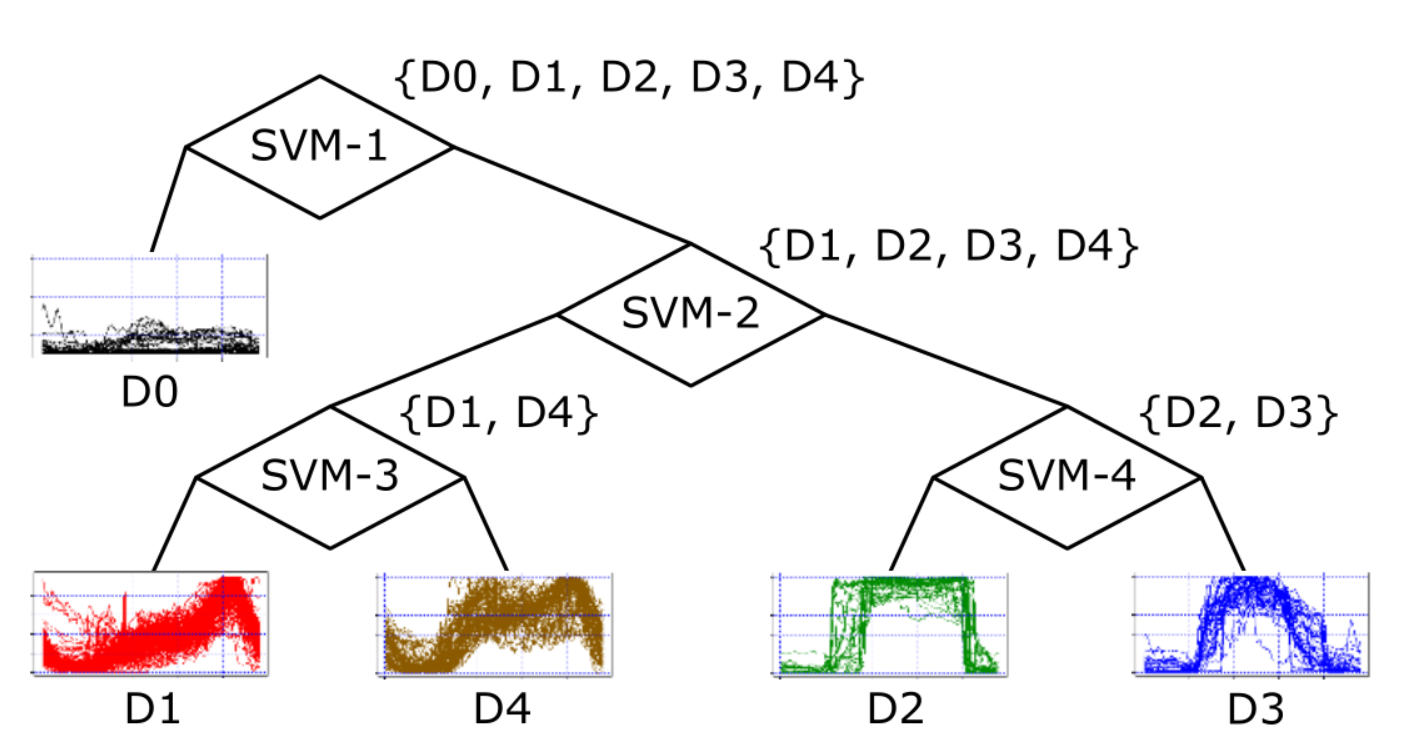 {D0, D1, D2, D3, D4}
SVM-1
{D1, D2, D3, D4}
SVM-2
D0
{D1, D4}
{D2, D3}
SVM-3
SVM-4
D1
D4
D2
D3